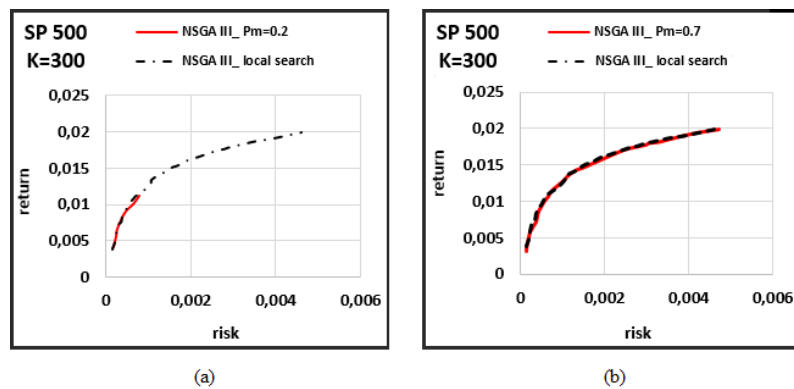 SP 500
K=300
NSGA III_ Pm=0.2
NSGA III_ local search
0,025
0,02
0,015
0,01
0,005
0
return
0
0,002
0,004
0,006
risk
(a)
SP 500
K=300
NSGA III_ Pm=0.7
NSGA III_ local search
0,025
0,02
0,015
0,01
0,005
0
return
0
0,002
0,004
0,006
risk
(b)